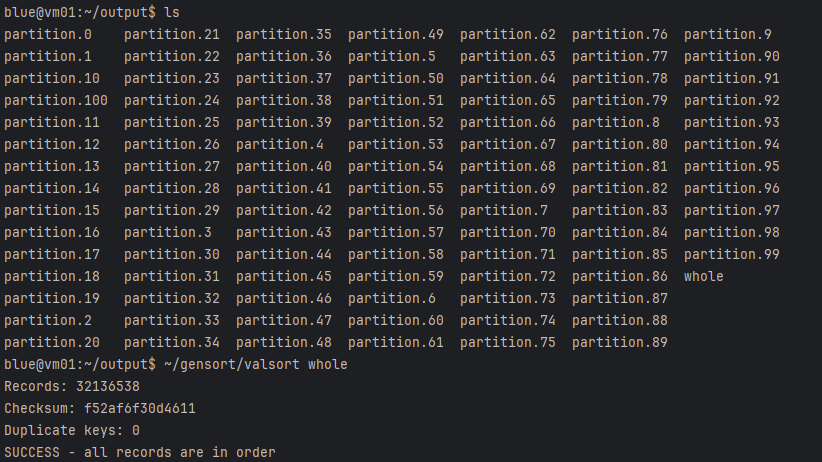 blue@vm01:~/output$ ls
partition.0    partition.21  partition.35  partition.49  partition.62  partition.76  partition.9
partition.1    partition.22  partition.36  partition.5   partition.63  partition.77  partition.90
partition.10   partition.23  partition.37  partition.50  partition.64  partition.78  partition.91
partition.100  partition.24  partition.38  partition.51  partition.65  partition.79  partition.92
partition.11   partition.25  partition.39  partition.52  partition.66  partition.8   partition.93
partition.12   partition.26  partition.4   partition.53  partition.67  partition.80  partition.94
partition.13   partition.27  partition.40  partition.54  partition.68  partition.81  partition.95
partition.14   partition.28  partition.41  partition.55  partition.69  partition.82  partition.96
partition.15   partition.29  partition.42  partition.56  partition.7   partition.83  partition.97
partition.16   partition.3   partition.43  partition.57  partition.70  partition.84  partition.98
partition.17   partition.30  partition.44  partition.58  partition.71  partition.85  partition.99
partition.18   partition.31  partition.45  partition.59  partition.72  partition.86  whole
partition.19   partition.32  partition.46  partition.6   partition.73  partition.87
partition.2    partition.33  partition.47  partition.60  partition.74  partition.88
partition.20   partition.34  partition.48  partition.61  partition.75  partition.89
blue@vm01:~/output$ ~/gensort/valsort whole
Records: 32136538
Checksum: f52af6f30d4611
Duplicate keys: 0
SUCCESS - all records are in order